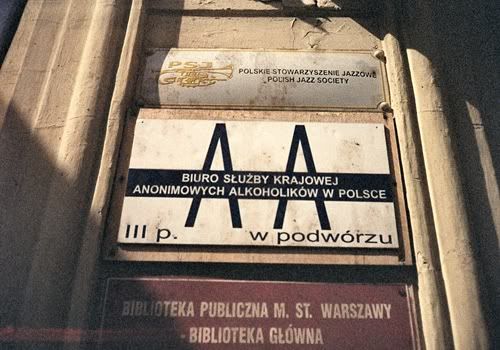 PSJ
POLSKIE STOWARZYSZENIE JAZZOWE
POLISH JAZZ SOCIETY
AA
BIURO SŁUŻBY KRAJOWEJ
ANONIMOWYCH ALKOHOLIKÓW W POLSCE
III p. w podwórzu
BIBLIOTEKA PUBLICZNA M. ST. WARSZAWY
- BIBLIOTEKA GŁÓWNA